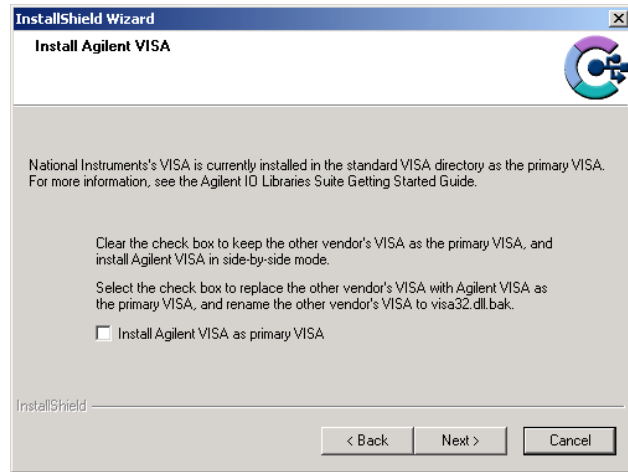 InstallShield Wizard
Install Agilent VISA
National Instruments's VISA is currently installed in the standard VISA directory as the primary VISA.
For more information, see the Agilent IO Libraries Suite Getting Started Guide.
Clear the check box to keep the other vendor's VISA as the primary VISA, and
install Agilent VISA in side-by-side mode.
Select the check box to replace the other vendor's VISA with Agilent VISA as
the primary VISA, and rename the other vendor's VISA to visa32.dll.bak.
Install Agilent VISA as primary VISA
InstallShield
< Back Next > Cancel